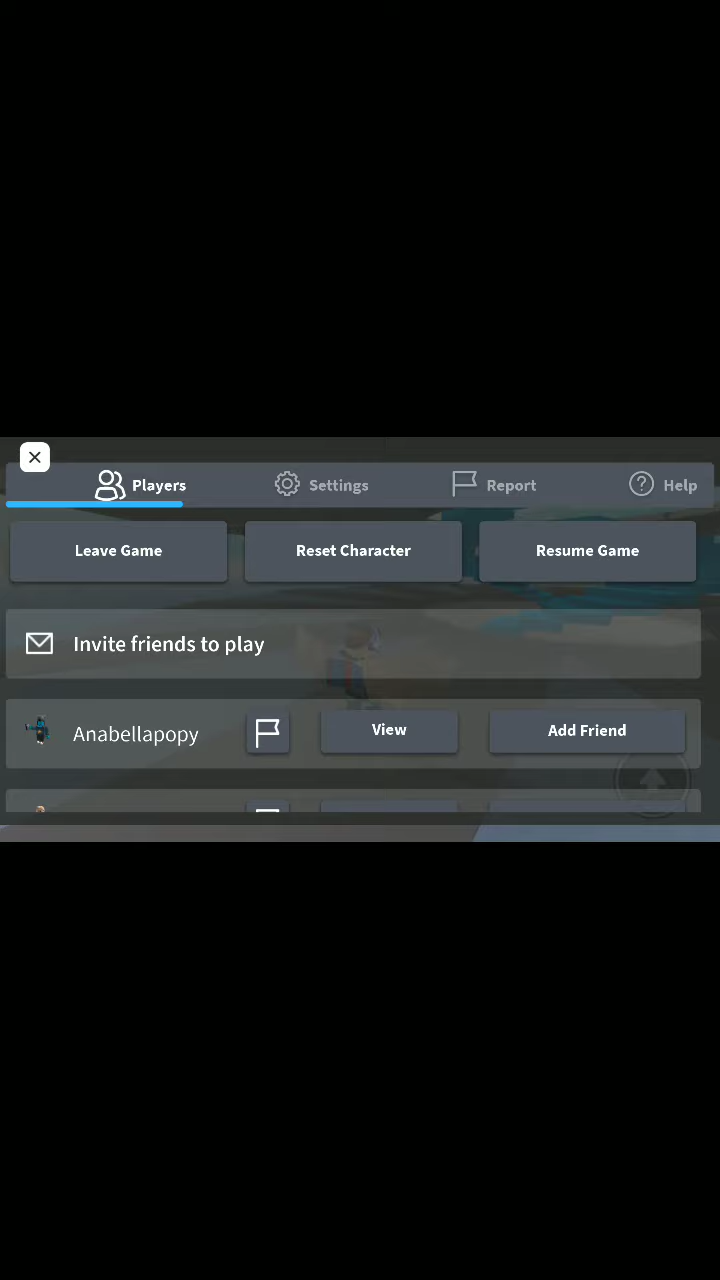 Players
Settings
Report
Help
Leave Game
Reset Character
Resume Game
Invite friends to play
Anabellapopy
View
Add Friend